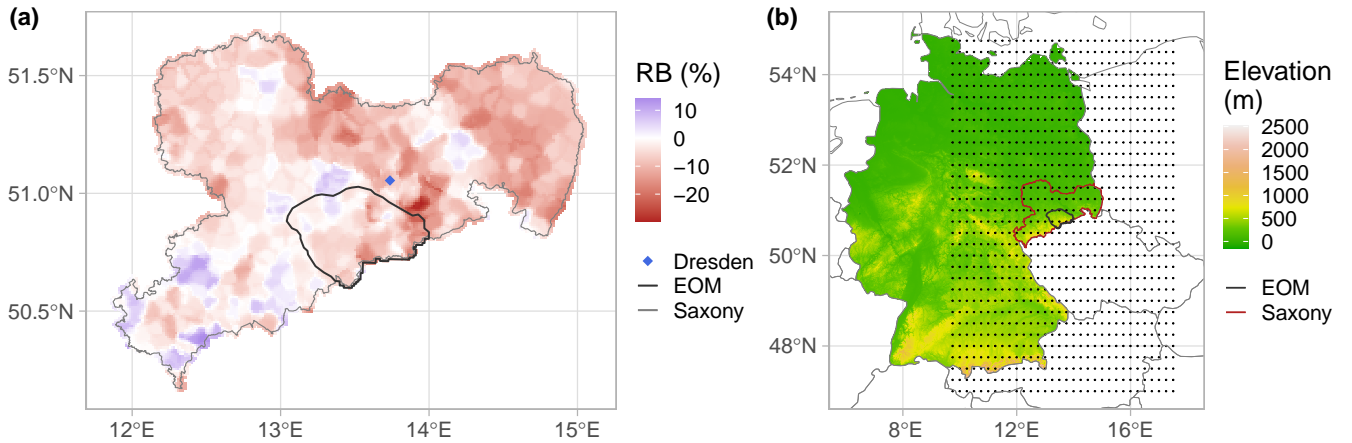 (a)
51.5°N
51.0°N
50.5°N
12°E
13°E
14°E
15°E
RB (%)
10
0
−10
−20
Dresden
EOM
Saxony
(b)
54°N
52°N
50°N
48°N
8°E
12°E
16°E
Elevation
(m)
2500
2000
1500
1000
500
0
EOM
Saxony